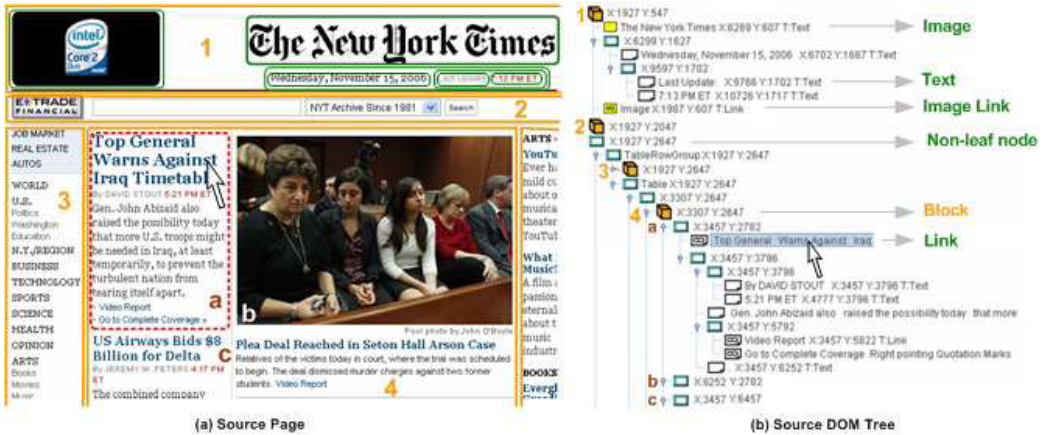 intel
Core 2
Duo
1
The New York Times
Wednesday, November 15, 2006
Last Update: 7:13 PM ET
E*TRADE
FINANCIAL
NYT Archive Since 1981
Search
2
JOB MARKET
REAL ESTATE
AUTOS
WORLD
U.S.
Politics
Washington
Education
N.Y./REGION
BUSINESS
TECHNOLOGY
SPORTS
SCIENCE
HEALTH
OPINION
ARTS
Books
Movies
Music
3
Top General
Warns Against
Iraq Timetabl
By DAVID STOUT 5:21 PM ET
Gen. John Abizaid also
raised the possibility today
that more U.S. troops might
be needed in Iraq, at least
temporarily, to prevent the
turbulent nation from
tearing itself apart.
Video Report
Go to Complete Coverage »
a
US Airways Bids $8
Billion for Delta
By JEREMY W. PETERS 4:17 PM
ET
The combined company
c
b
Pool photo by John O'Boyle
Plea Deal Reached in Seton Hall Arson Case
Relatives of the victims today in court, where the trial was scheduled
to begin. The deal dismissed murder charges against two former
students. Video Report
4
ARTS
YouTu
Ever h
mild c
about o
musica
theater
YouTu
What
Music?
A film
passion
eternal
about t
music
industr
BOOKS
Evergl
(a) Source Page
1
X:1927 Y:547
The New York Times X:6269 Y:607 T:Text
X:6299 Y:1627
Wednesday, November 15, 2006 X:6702 Y:1687 T:Text
X:9597 Y:1702
Last Update: X:9766 Y:1702 T:Text
7:13 PM ET X:10726 Y:1717 T:Text
Image X:1987 Y:607 T:Link
2
X:1927 Y:2047
X:1927 Y:2647
TableRowGroup X:1927 Y:2647
3
X:1927 Y:2647
Table X:1927 Y:2647
X:3307 Y:2647
4
X:3307 Y:2647
a
X:3457 Y:2782
Top General Warns Against Iraq
X:3457 Y:3796
X:3457 Y:3796
By DAVID STOUT X:3457 Y:3796 T:Text
5:21 PM ET X:4777 Y:3796 T:Text
Gen. John Abizaid also raised the possibility today that more
X:3457 Y:5792
Video Report X:3457 Y:5822 T:Link
Go to Complete Coverage Right pointing Quotation Marks
. X:3457 Y:6252 T:Text
b
X:6252 Y:2782
c
X:3457 Y:6457
Image
Text
Image Link
Non-leaf node
Block
Link
(b) Source DOM Tree